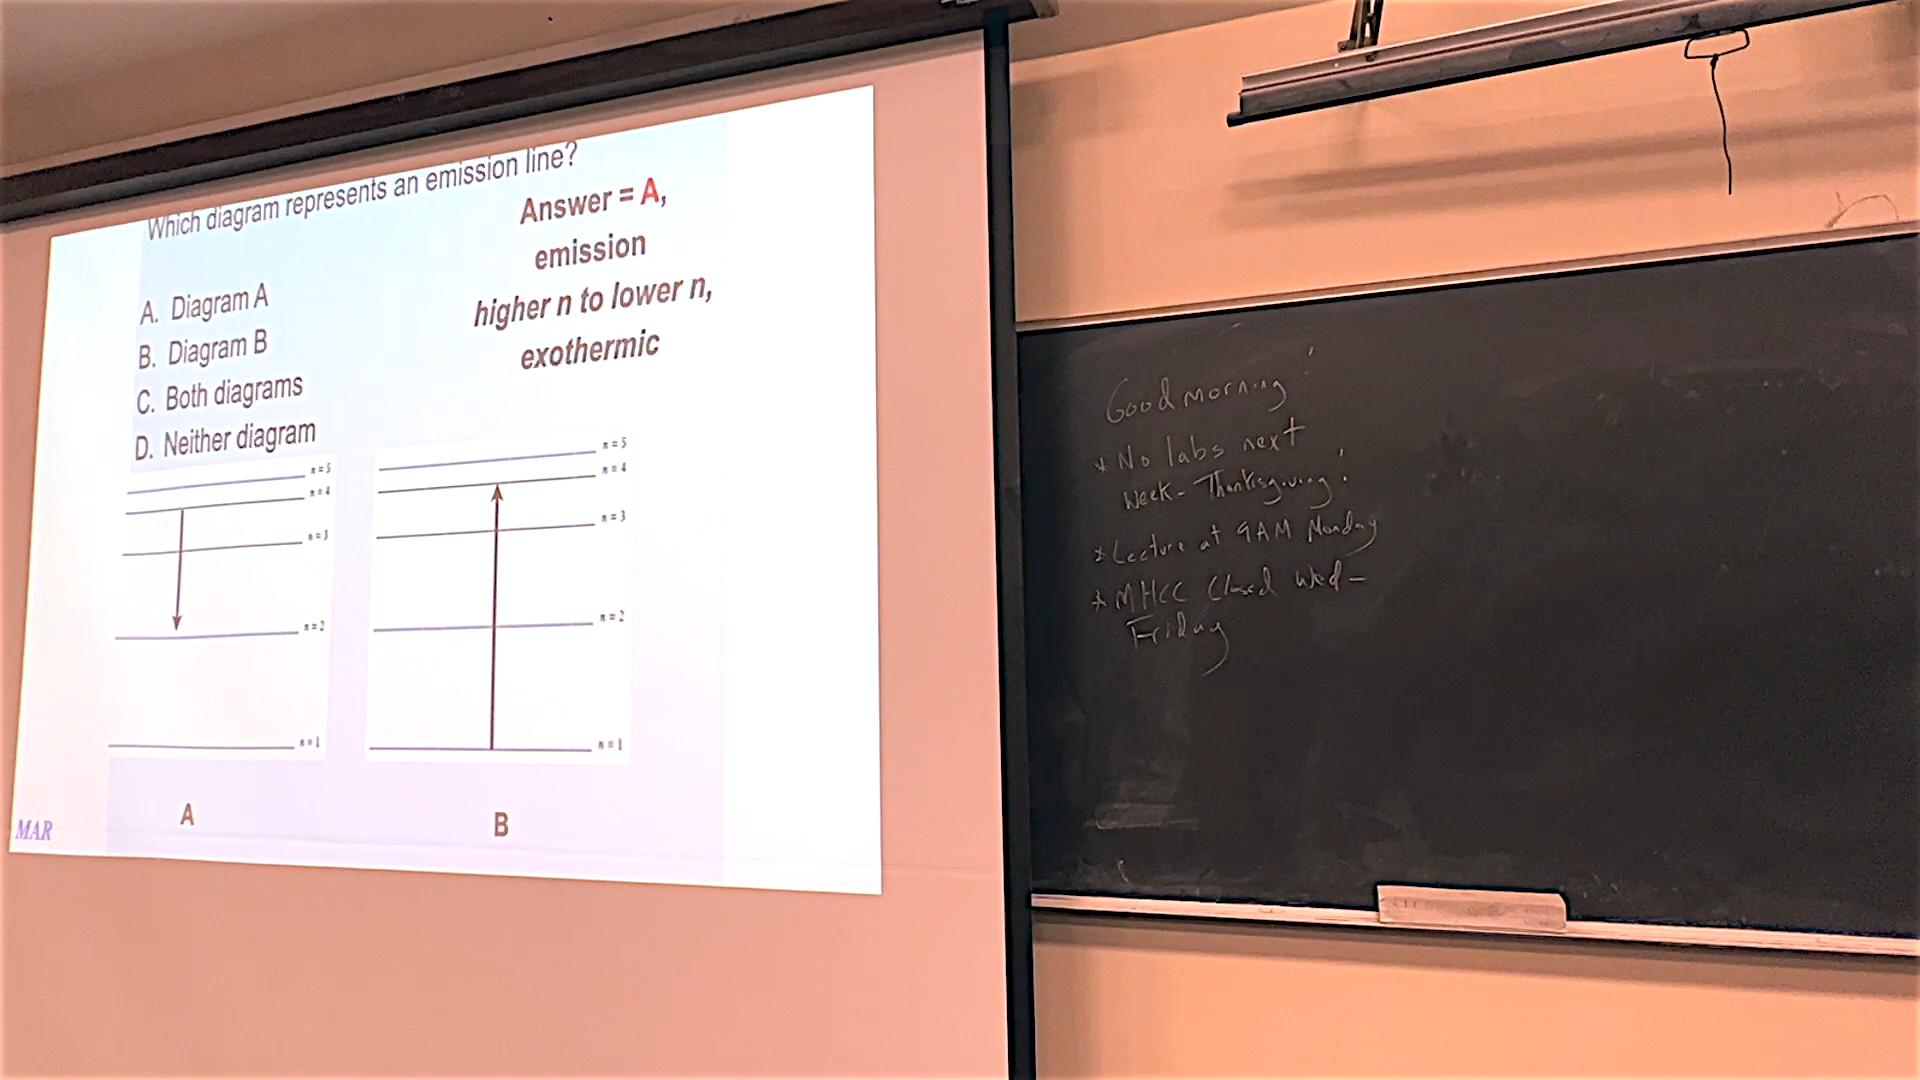 Which diagram represents an emission line?
Answer = A,
emission
higher n to lower n,
exothermic
A. Diagram A
B. Diagram B
C. Both diagrams
D. Neither diagram
n = 5
n = 4
n = 3
n = 2
n = 1
A
n = 5
n = 4
n = 3
n = 2
n = 1
B
MAR
Good morning!
* No labs next
week - Thanksgiving!
* Lecture at 9AM Monday
* MHCC Closed Wed -
Friday